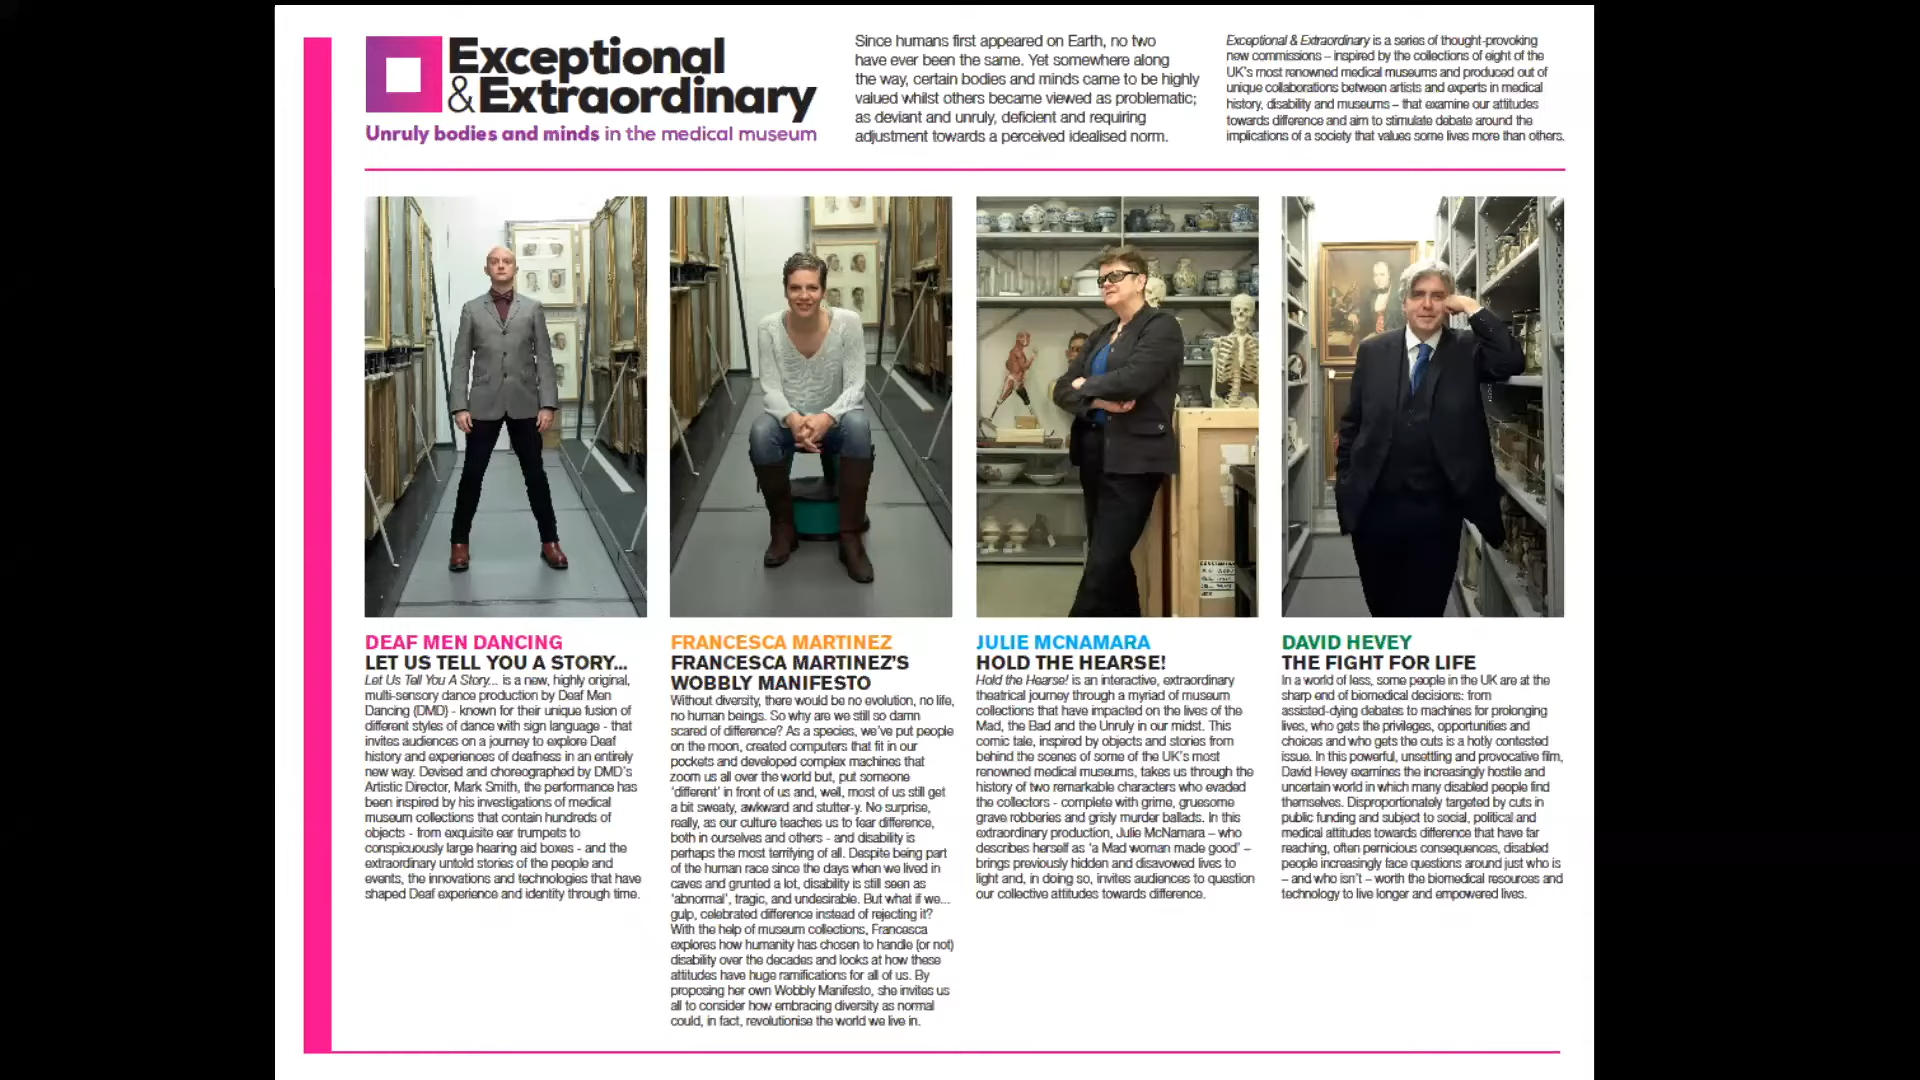 Exceptional
&Extraordinary
Unruly bodies and minds in the medical museum
Since humans first appeared on Earth, no two
have ever been the same. Yet somewhere along
the way, certain bodies and minds came to be highly
valued whilst others became viewed as problematic;
as deviant and unruly, deficient and requiring
adjustment towards a perceived idealised norm.
Exceptional & Extraordinary is a series of thought-provoking
new commissions – inspired by the collections of eight of the
UK's most renowned medical museums and produced out of
unique collaborations between artists and experts in medical
history, disability and museums – that examine our attitudes
towards difference and aim to stimulate debate around the
implications of a society that values some lives more than others.
DEAF MEN DANCING
LET US TELL YOU A STORY...
Let Us Tell You A Story... is a new, highly original,
multi-sensory dance production by Deaf Men
Dancing (DMD) - known for their unique fusion of
different styles of dance with sign language - that
invites audiences on a journey to explore Deaf
history and experiences of deafness in an entirely
new way. Devised and choreographed by DMD's
Artistic Director, Mark Smith, the performance has
been inspired by his investigations of medical
museum collections that contain hundreds of
objects - from exquisite ear trumpets to
conspicuously large hearing aid boxes - and the
extraordinary untold stories of the people and
events, the innovations and technologies that have
shaped Deaf experience and identity through time.
FRANCESCA MARTINEZ
FRANCESCA MARTINEZ'S
WOBBLY MANIFESTO
Without diversity, there would be no evolution, no life,
no human beings. So why are we still so damn
scared of difference? As a species, we've put people
on the moon, created computers that fit in our
pockets and developed complex machines that
zoom us all over the world but, put someone
'different' in front of us and, well, most of us still get
a bit sweaty, awkward and stutter-y. No surprise,
really, as our culture teaches us to fear difference,
both in ourselves and others - and disability is
perhaps the most terrifying of all. Despite being part
of the human race since the days when we lived in
caves and grunted a lot, disability is still seen as
'abnormal', tragic, and undesirable. But what if we...
gulp, celebrated difference instead of rejecting it?
With the help of museum collections, Francesca
explores how humanity has chosen to handle (or not)
disability over the decades and looks at how these
attitudes have huge ramifications for all of us. By
proposing her own Wobbly Manifesto, she invites us
all to consider how embracing diversity as normal
could, in fact, revolutionise the world we live in.
JULIE MCNAMARA
HOLD THE HEARSE!
Hold the Hearse! is an interactive, extraordinary
theatrical journey through a myriad of museum
collections that have impacted on the lives of the
Mad, the Bad and the Unruly in our midst. This
comic tale, inspired by objects and stories from
behind the scenes of some of the UK's most
renowned medical museums, takes us through the
history of two remarkable characters who evaded
the collectors - complete with grime, gruesome
grave robberies and grisly murder ballads. In this
extraordinary production, Julie McNamara – who
describes herself as 'a Mad woman made good' –
brings previously hidden and disavowed lives to
light and, in doing so, invites audiences to question
our collective attitudes towards difference.
DAVID HEVEY
THE FIGHT FOR LIFE
In a world of less, some people in the UK are at the
sharp end of biomedical decisions: from
assisted-dying debates to machines for prolonging
lives, who gets the privileges, opportunities and
choices and who gets the cuts is a hotly contested
issue. In this powerful, unsettling and provocative film,
David Hevey examines the increasingly hostile and
uncertain world in which many disabled people find
themselves. Disproportionately targeted by cuts in
public funding and subject to social, political and
medical attitudes towards difference that have far
reaching, often pernicious consequences, disabled
people increasingly face questions around just who is
– and who isn't – worth the biomedical resources and
technology to live longer and empowered lives.